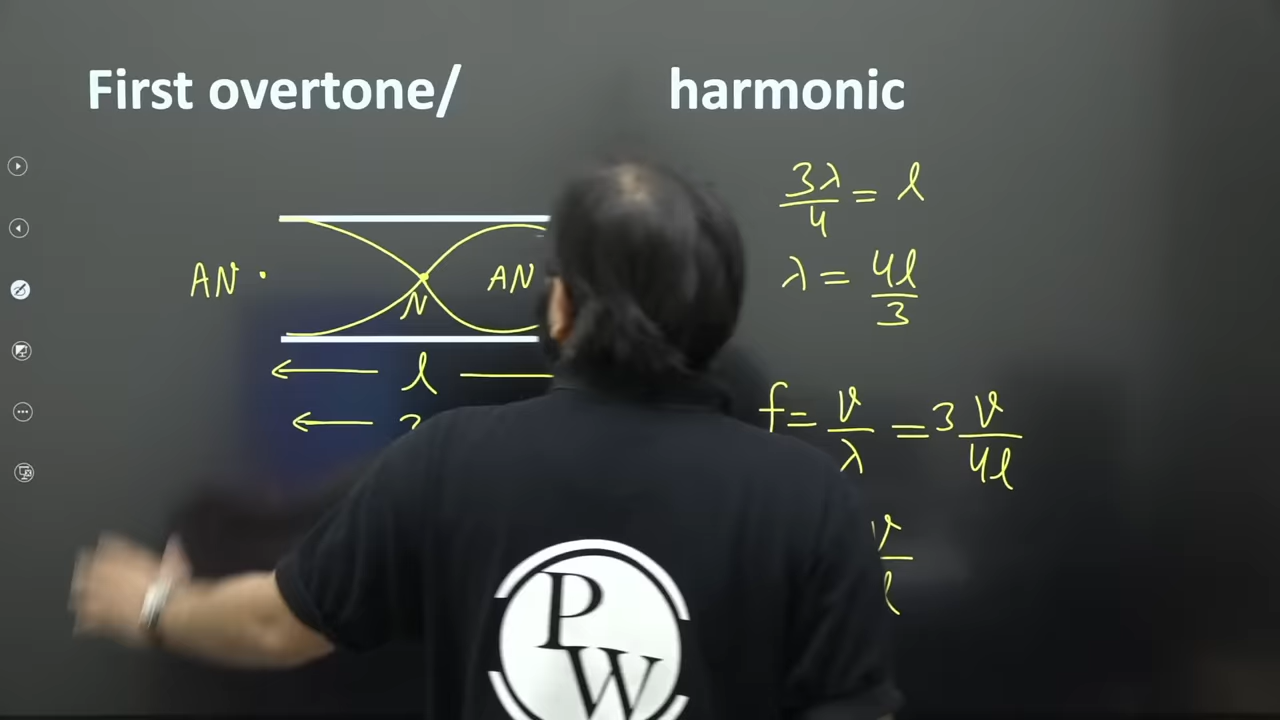 First overtone/ harmonic
3λ/4 = l
λ = 4l/3
AN
N
AN
l
f = v/λ = 3 v/4l
v/l
PW